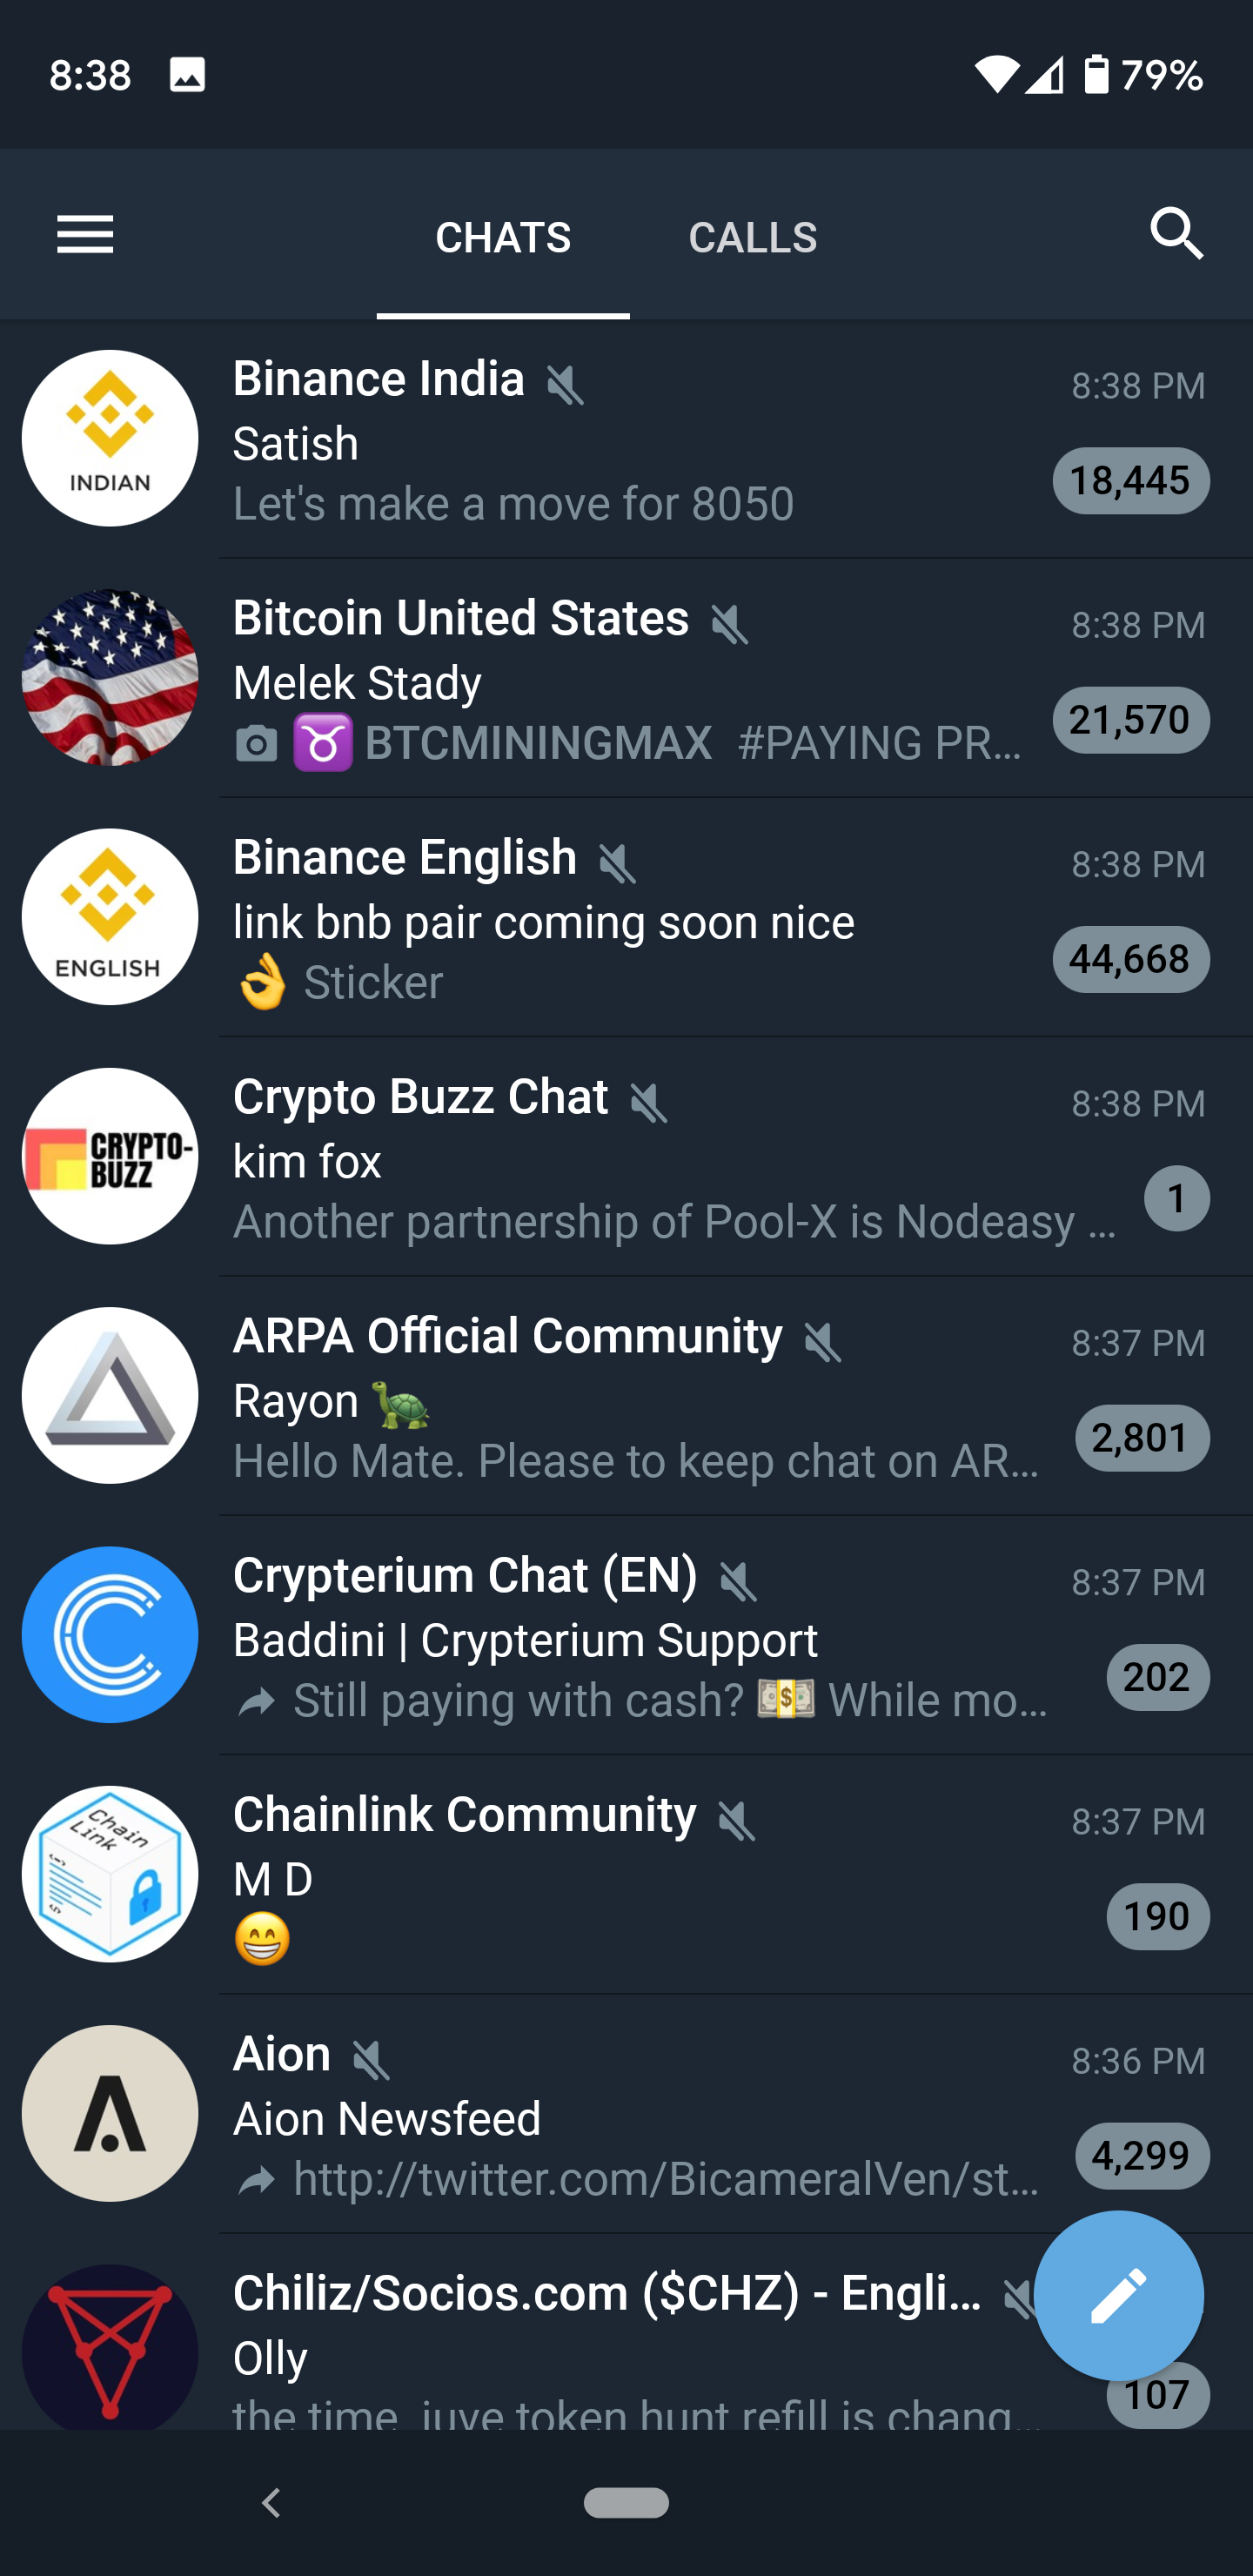 8:38 79%
CHATS CALLS
Binance India 8:38 PM
INDIAN
Satish
Let's make a move for 8050 18,445
Bitcoin United States 8:38 PM
Melek Stady
♉ BTCMININGMAX #PAYING PR... 21,570
Binance English 8:38 PM
ENGLISH
link bnb pair coming soon nice
👌 Sticker 44,668
Crypto Buzz Chat 8:38 PM
CRYPTO-
BUZZ
kim fox
Another partnership of Pool-X is Nodeasy ... 1
ARPA Official Community 8:37 PM
Rayon 🐢
Hello Mate. Please to keep chat on AR... 2,801
Crypterium Chat (EN) 8:37 PM
Baddini | Crypterium Support
Still paying with cash? 💵 While mo... 202
Chainlink Community 8:37 PM
Chain
Link
M D
😁 190
Aion 8:36 PM
Aion Newsfeed
http://twitter.com/BicameralVen/st... 4,299
Chiliz/Socios.com ($CHZ) - Engli...
Olly
the time juve token hunt refill is chang... 107